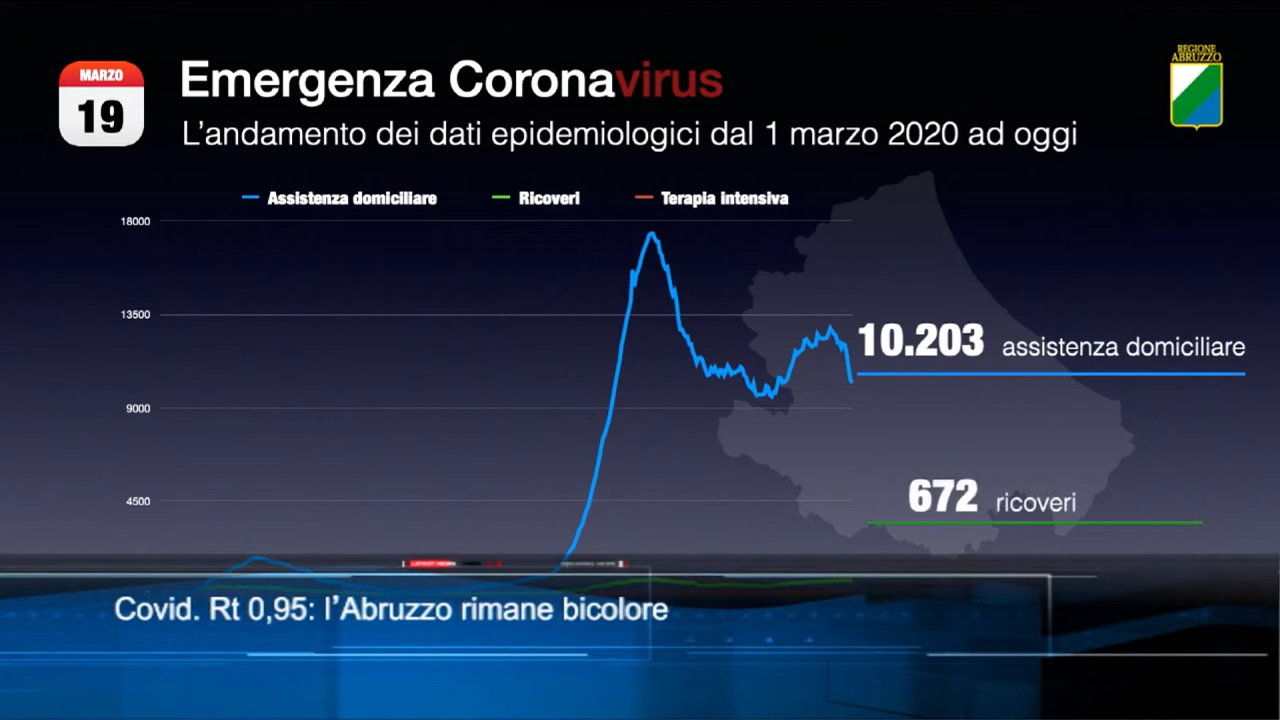 MARZO
19
Emergenza Coronavirus
L'andamento dei dati epidemiologici dal 1 marzo 2020 ad oggi
REGIONE
ABRUZZO
Assistenza domiciliare
Ricoveri
Terapia intensiva
18000
13500
9000
4500
10.203 assistenza domiciliare
672 ricoveri
LATEST NEWS
Covid. Rt 0,95: l'Abruzzo rimane bicolore